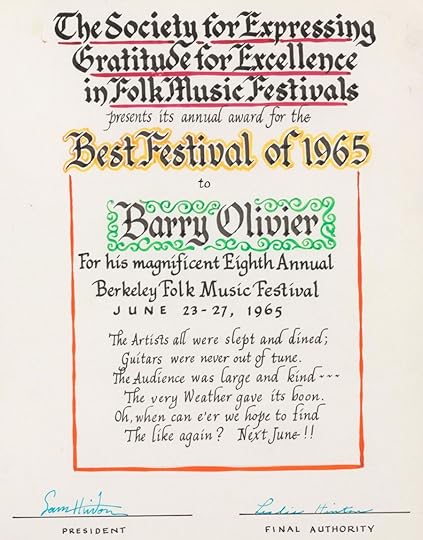 The Society for Expressing
Gratitude for Excellence
in Folk Music Festivals
presents its annual award for the
Best Festival of 1965
to
Barry Olivier
For his magnificent Eighth Annual
Berkeley Folk Music Festival
JUNE 23-27, 1965
The Artists all were slept and dined;
Guitars were never out of tune.
The Audience was large and kind~~~
The very Weather gave its boon.
Oh, when can e'er we hope to find
The like again? Next June!!
Sam Hinton
Leslie Hinton
PRESIDENT
FINAL AUTHORITY